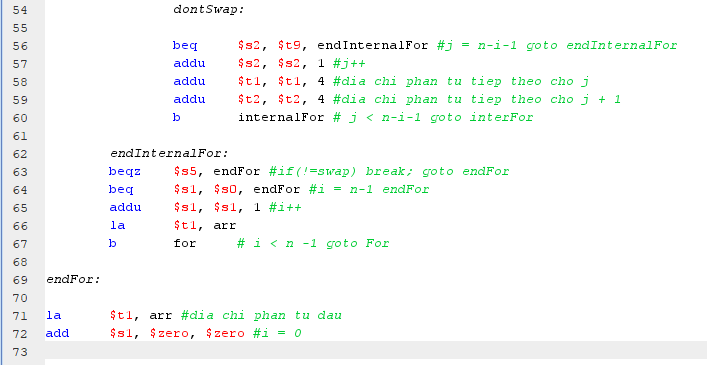 54 dontSwap:
55
56 beq $s2, $t9, endInternalFor #j = n-i-1 goto endInternalFor
57 addu $s2, $s2, 1 #j++
58 addu $t1, $t1, 4 #dia chi phan tu tiep theo cho j
59 addu $t2, $t2, 4 #dia chi phan tu tiep theo cho j + 1
60 b internalFor # j < n-i-1 goto interFor
61
62 endInternalFor:
63 beqz $s5, endFor #if(!=swap) break; goto endFor
64 beq $s1, $s0, endFor #i = n-1 endFor
65 addu $s1, $s1, 1 #i++
66 la $t1, arr
67 b for # i < n -1 goto For
68
69 endFor:
70
71 la $t1, arr #dia chi phan tu dau
72 add $s1, $zero, $zero #i = 0
73